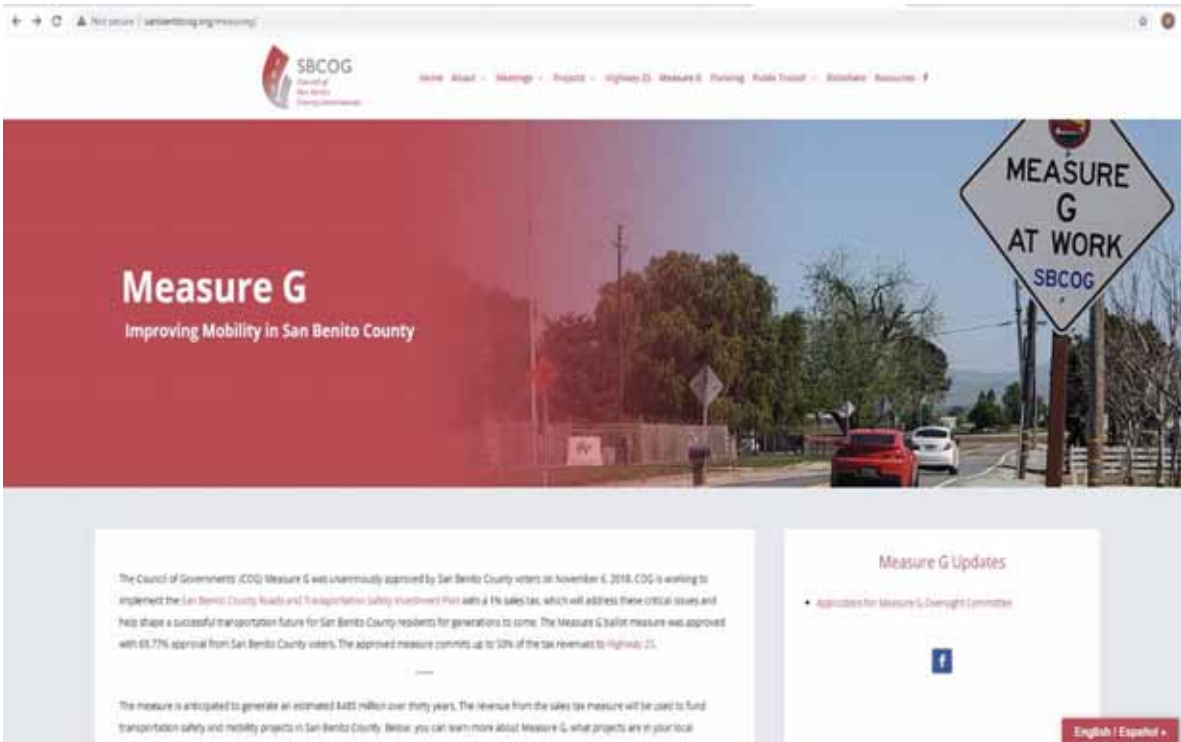 Not secure | sanbenitocog.org/measureg/
SBCOG
Council of
San Benito
County Governments
Home About Meetings Projects Highway 25 Measure G Planning Public Transit Rideshare Resources
MEASURE
G
AT WORK
SBCOG
Measure G
Improving Mobility in San Benito County
The Council of Governments' (COG) Measure G was unanimously approved by San Benito County voters on November 6, 2018. COG is working to
implement the San Benito County Roads and Transportation Safety Investment Plan with a 1% sales tax, which will address these critical issues and
help shape a successful transportation future for San Benito County residents for generations to come. The Measure G ballot measure was approved
with % approval from San Benito County voters. The approved measure commits up to 50% of the tax revenues to Highway 25.
The measure is anticipated to generate an estimated $485 million over thirty years. The revenue from the sales tax measure will be used to fund
transportation safety and mobility projects in San Benito County. Below, you can learn more about Measure G, what projects are in your local
Measure G Updates
Application for Measure G Oversight Committee
English | Español »